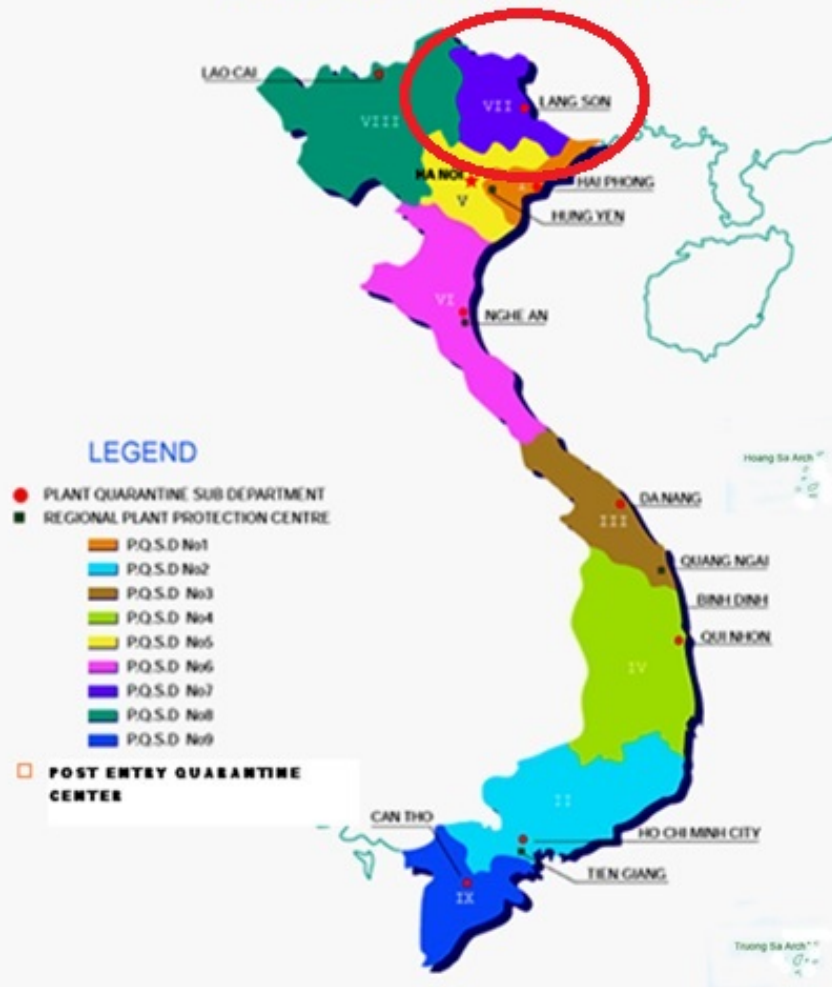 LAO CAI
VIII
VII
LANG SON
HA NOI
HAI PHONG
V
HUNG YEN
VI
NGHE AN
LEGEND
PLANT QUARANTINE SUB DEPARTMENT
REGIONAL PLANT PROTECTION CENTRE
P.Q.S.D No1
P.Q.S.D No2
P.Q.S.D No3
P.Q.S.D No4
P.Q.S.D No5
P.Q.S.D No6
P.Q.S.D No7
P.Q.S.D No8
P.Q.S.D No9
POST ENTRY QUARANTINE
CENTER
Hoang Sa Arch
DA NANG
III
QUANG NGAI
BINH DINH
QUI NHON
IV
II
CAN THO
HO CHI MINH CITY
TIEN GIANG
IX
Truong Sa Arch